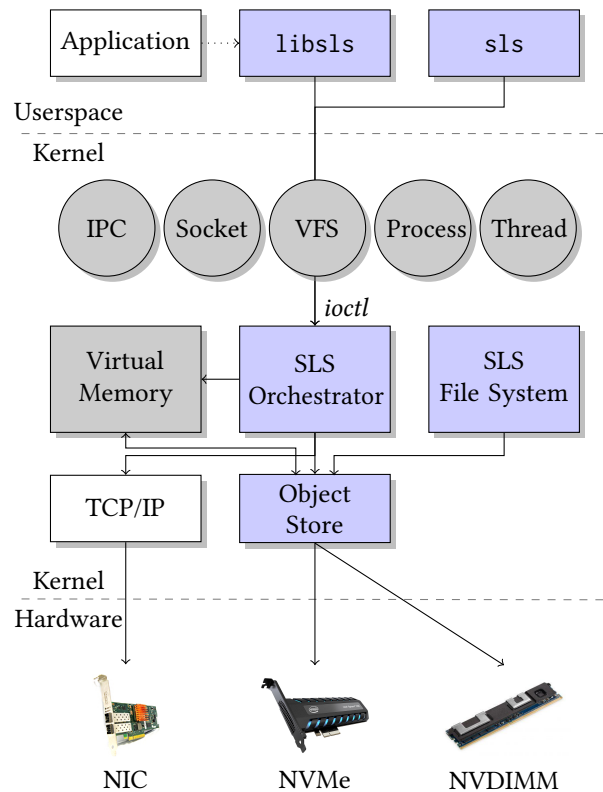 Application
libsls
sls
Userspace
Kernel
IPC
Socket
VFS
Process
Thread
ioctl
Virtual
Memory
SLS
Orchestrator
SLS
File System
TCP/IP
Object
Store
Kernel
Hardware
NIC
NVMe
NVDIMM